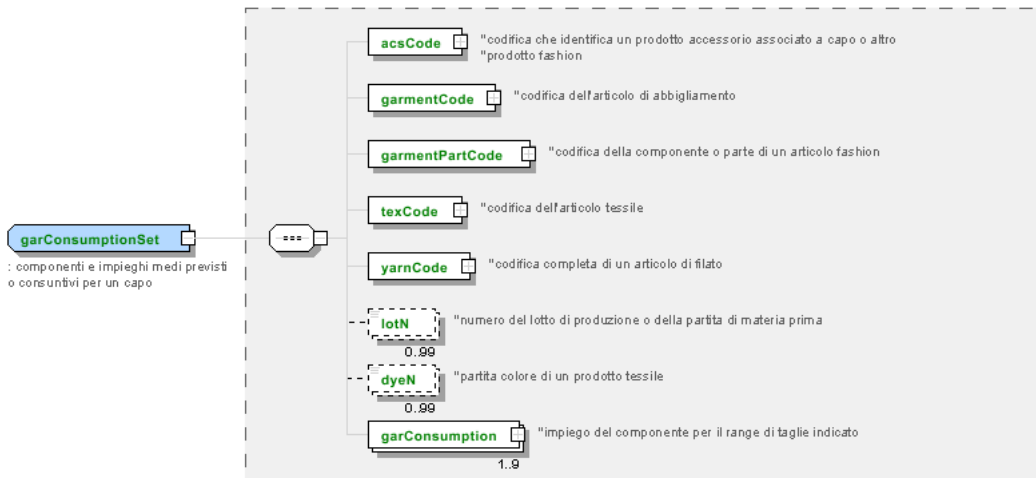 acsCode
"codifica che identifica un prodotto accessorio associato a capo o altro
"prodotto fashion
garmentCode
"codifica dell'articolo di abbigliamento
garmentPartCode
"codifica della componente o parte di un articolo fashion
texCode
"codifica dell'articolo tessile
garConsumptionSet
: componenti e impieghi medi previsti
o consuntivi per un capo
yarnCode
"codifica completa di un articolo di filato
lotN
"numero del lotto di produzione o della partita di materia prima
0..99
dyeN
"partita colore di un prodotto tessile
0..99
garConsumption
"impiego del componente per il range di taglie indicato
1..9